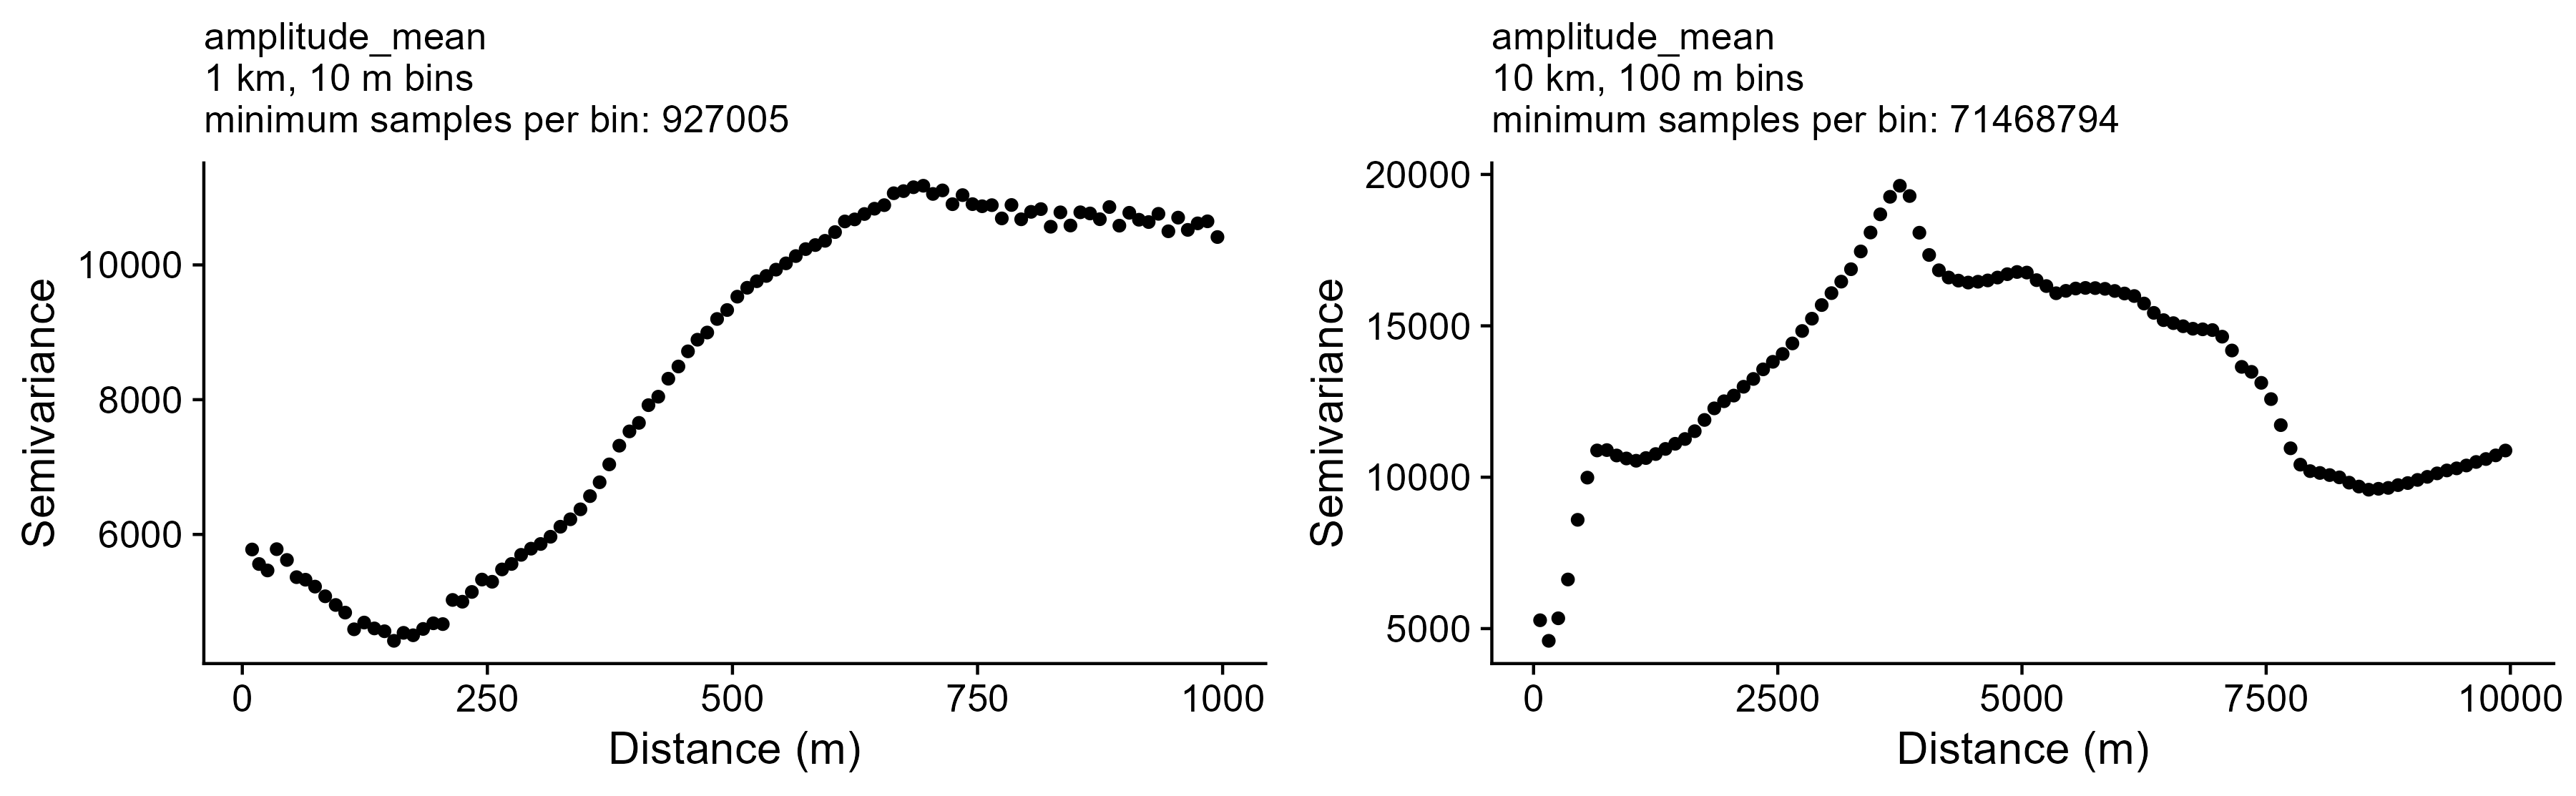 amplitude_mean
1 km, 10 m bins
minimum samples per bin: 927005
10000
8000
6000
Semivariance
0 250 500 750 1000
Distance (m)
amplitude_mean
10 km, 100 m bins
minimum samples per bin: 71468794
20000
15000
10000
5000
Semivariance
0 2500 5000 7500 10000
Distance (m)